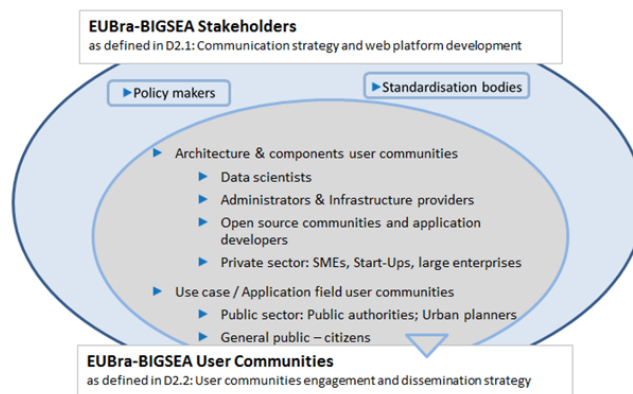 EUBra-BIGSEA Stakeholders
as defined in D2.1: Communication strategy and web platform development
Policy makers
Standardisation bodies
Architecture & components user communities
Data scientists
Administrators & Infrastructure providers
Open source communities and application
developers
Private sector: SMEs, Start-Ups, large enterprises
Use case / Application field user communities
Public sector: Public authorities; Urban planners
General public – citizens
EUBra-BIGSEA User Communities
as defined in D2.2: User communities engagement and dissemination strategy